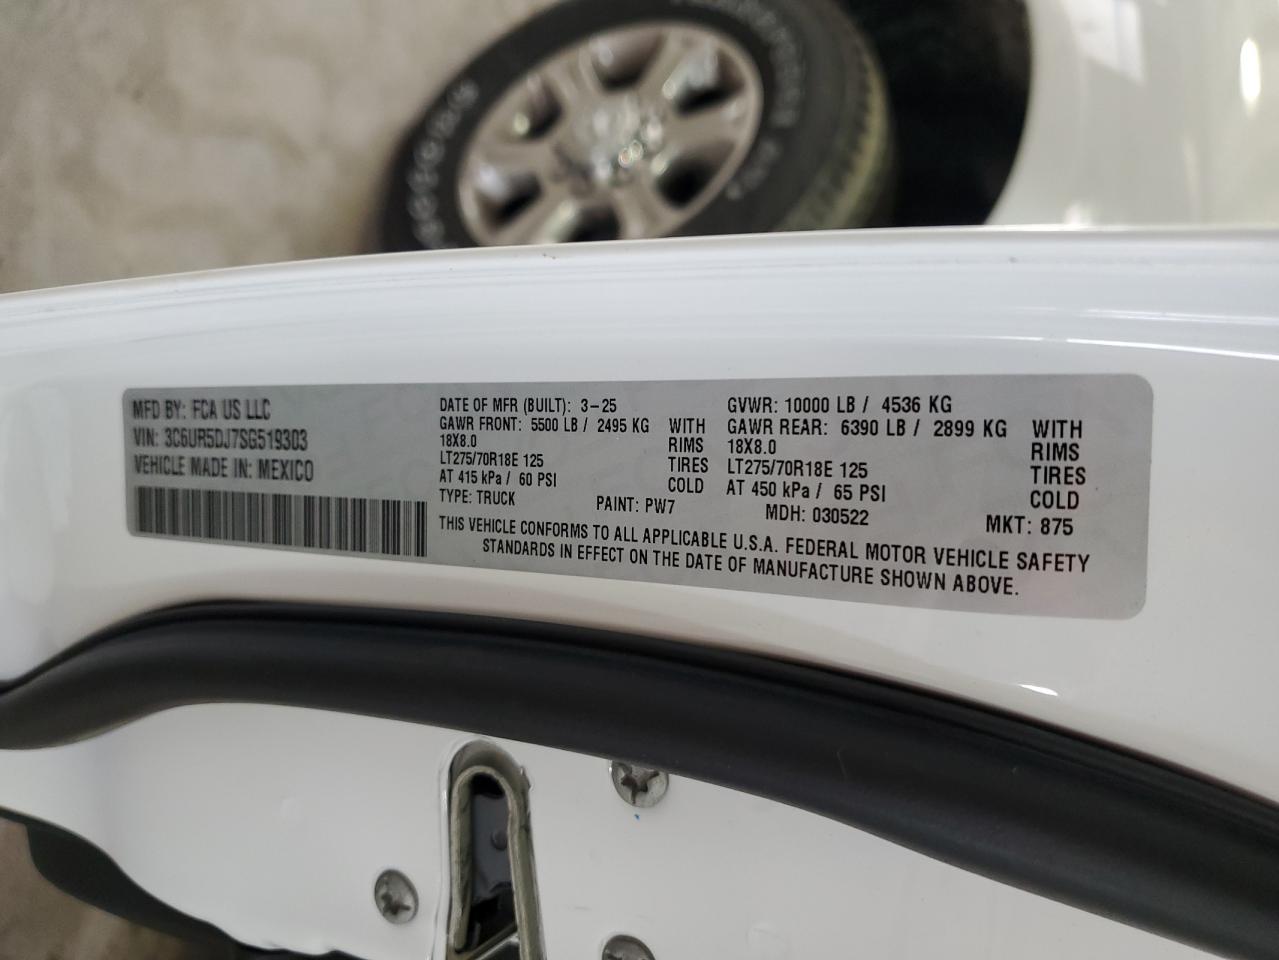 MFD BY: FCA US LLC
VIN: 3C6UR5DJ7SG519303
VEHICLE MADE IN: MEXICO
DATE OF MFR (BUILT): 3-25
GAWR FRONT: 5500 LB / 2495 KG WITH
18X8.0 RIMS
LT275/70R18E 125 TIRES
AT 415 kPa / 60 PSI COLD
TYPE: TRUCK
PAINT: PW7
GVWR: 10000 LB / 4536 KG
GAWR REAR: 6390 LB / 2899 KG WITH
18X8.0 RIMS
LT275/70R18E 125 TIRES
AT 450 kPa / 65 PSI COLD
MDH: 030522
MKT: 875
THIS VEHICLE CONFORMS TO ALL APPLICABLE U.S.A. FEDERAL MOTOR VEHICLE SAFETY
STANDARDS IN EFFECT ON THE DATE OF MANUFACTURE SHOWN ABOVE.